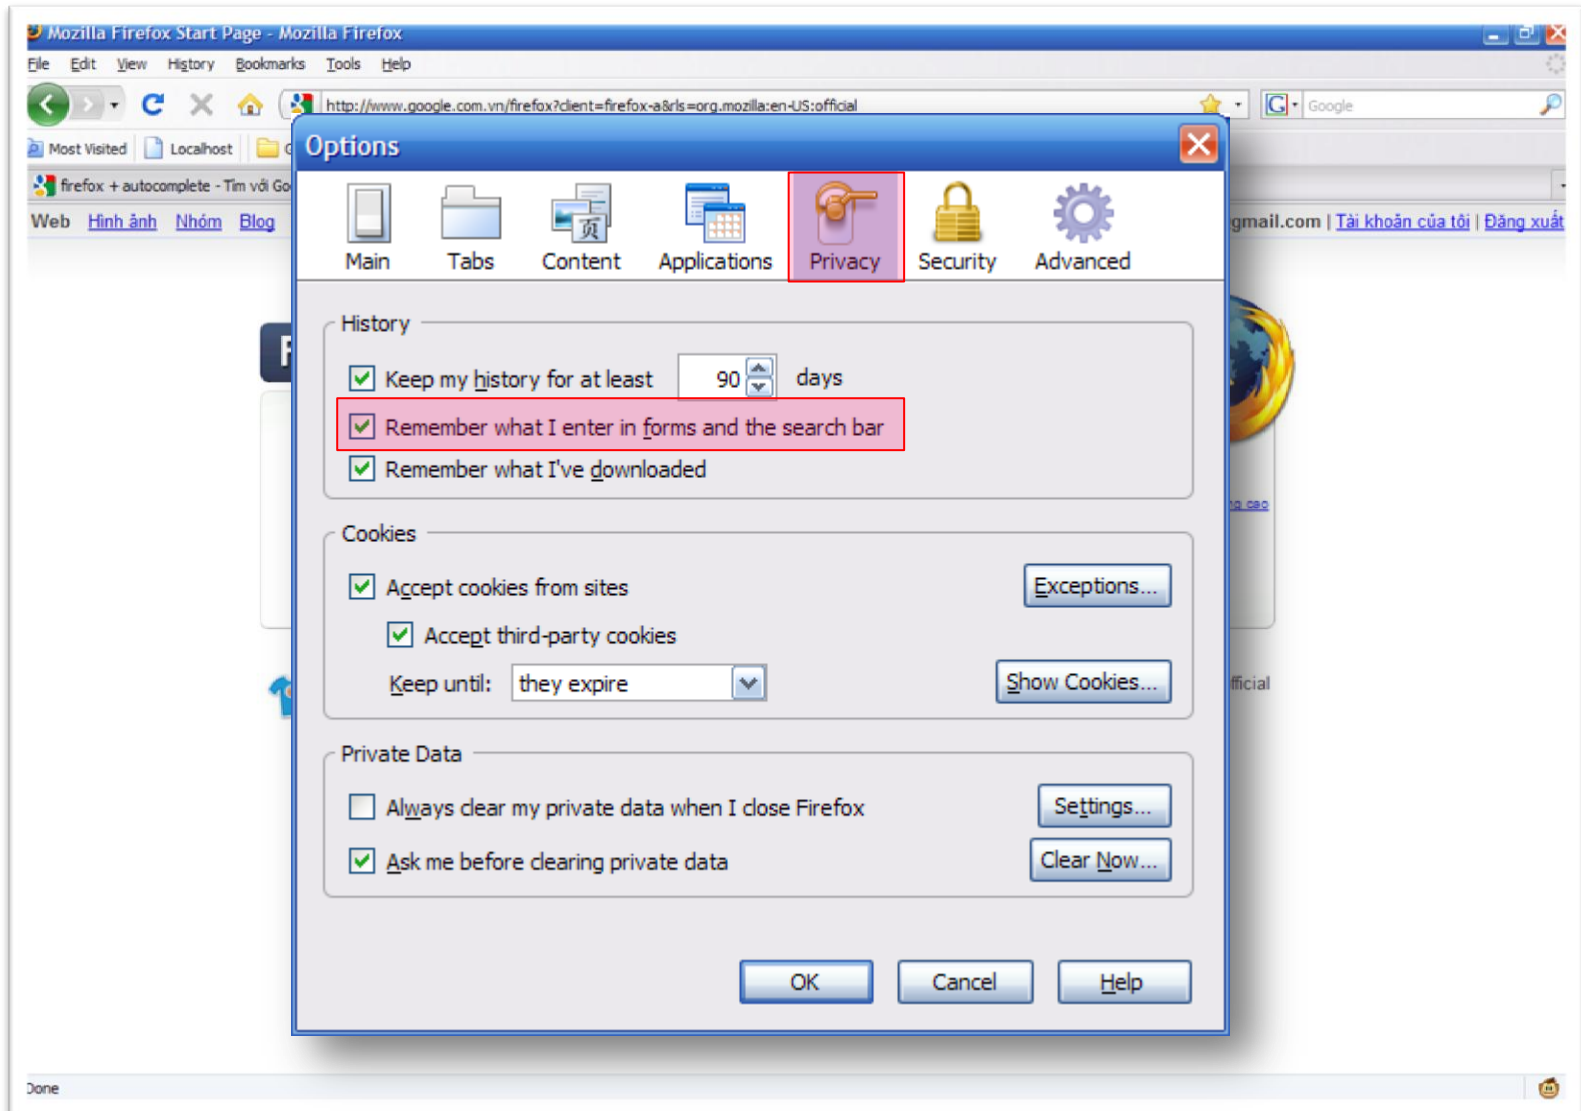 Mozilla Firefox Start Page - Mozilla Firefox
File Edit View History Bookmarks Tools Help
http://www.google.com.vn/firefox?client=firefox-a&rls=org.mozilla:en-US:official
G Google
Most Visited Localhost
firefox + autocomplete - Tìm với Go
Web Hình ảnh Nhóm Blog
gmail.com | Tài khoản của tôi | Đăng xuất
Options
Main Tabs Content Applications Privacy Security Advanced
页
History
Keep my history for at least 90 days
Remember what I enter in forms and the search bar
Remember what I've downloaded
cao
Cookies
Accept cookies from sites Exceptions...
Accept third-party cookies
Keep until: they expire Show Cookies...
fficial
Private Data
Always clear my private data when I close Firefox Settings...
Ask me before clearing private data Clear Now...
OK Cancel Help
Done